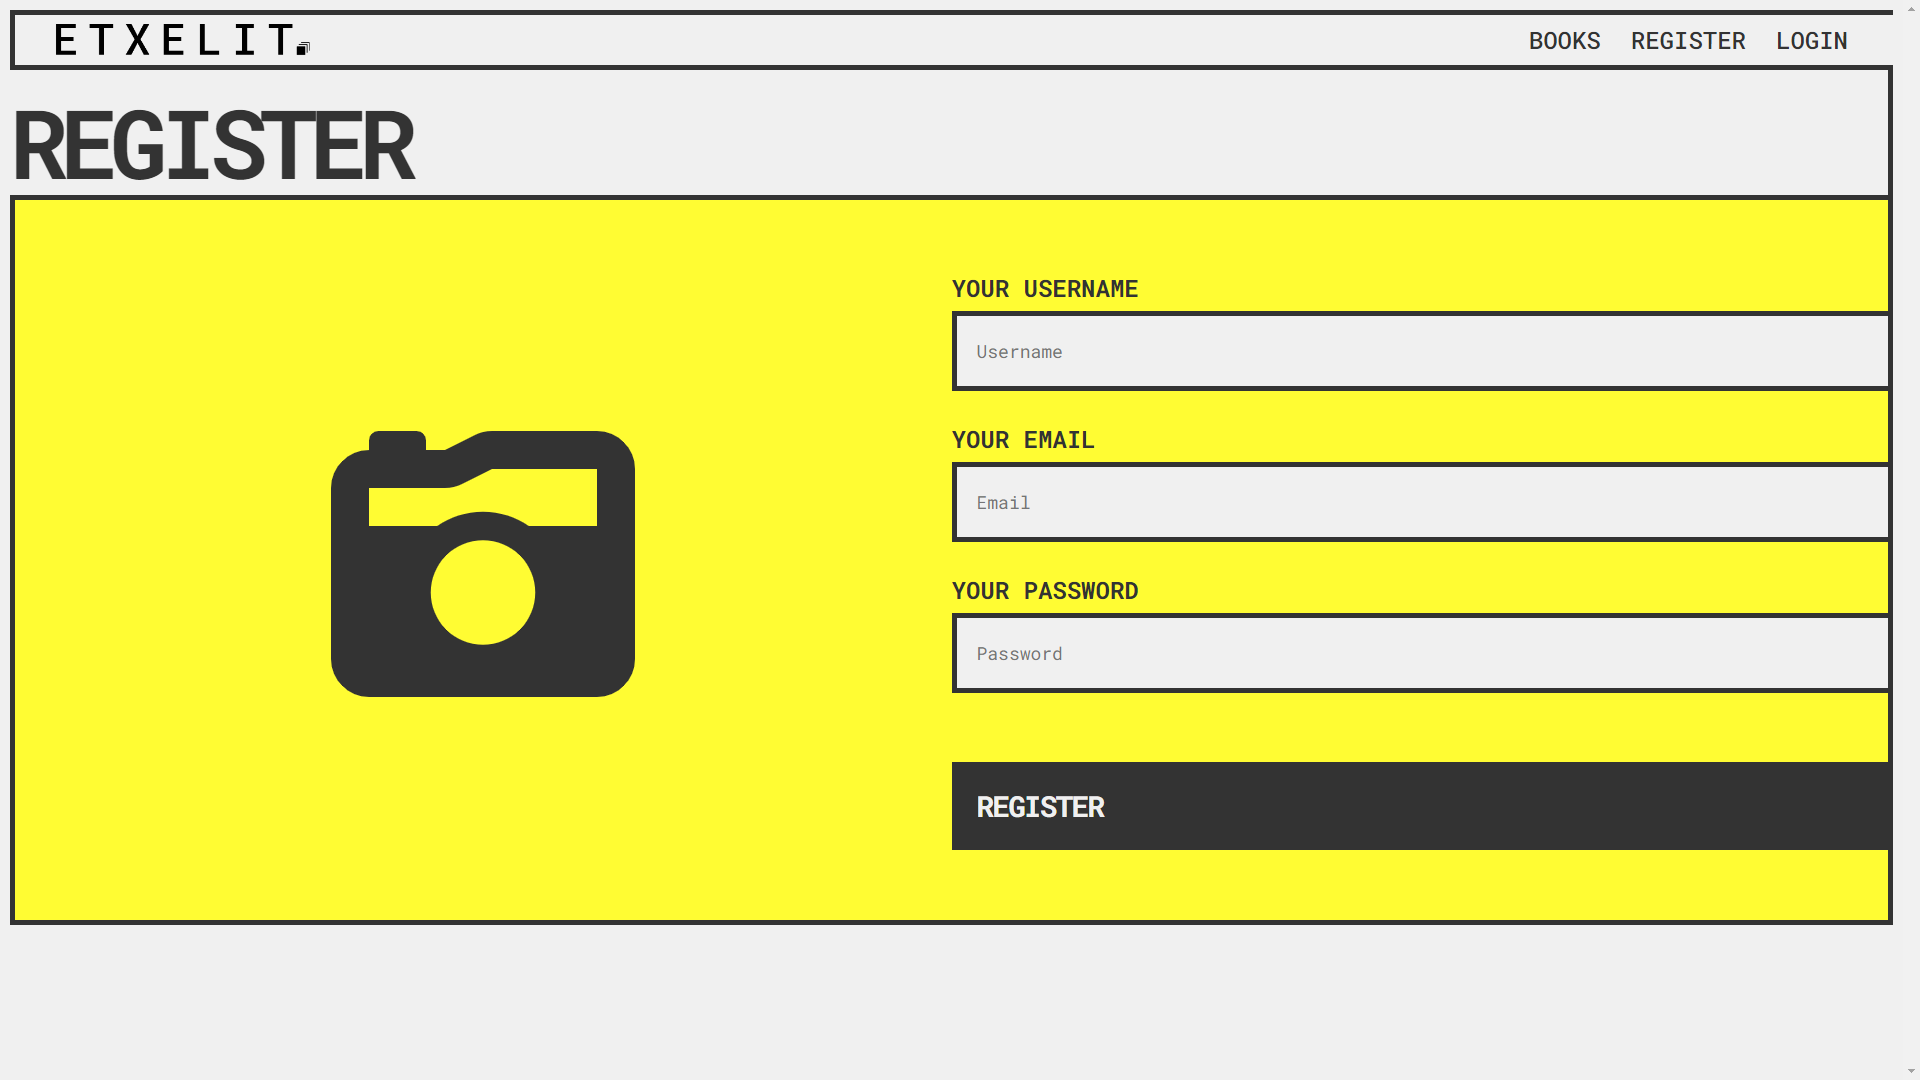 ETXELIT
BOOKS REGISTER LOGIN
REGISTER
YOUR USERNAME
Username
YOUR EMAIL
Email
YOUR PASSWORD
Password
REGISTER